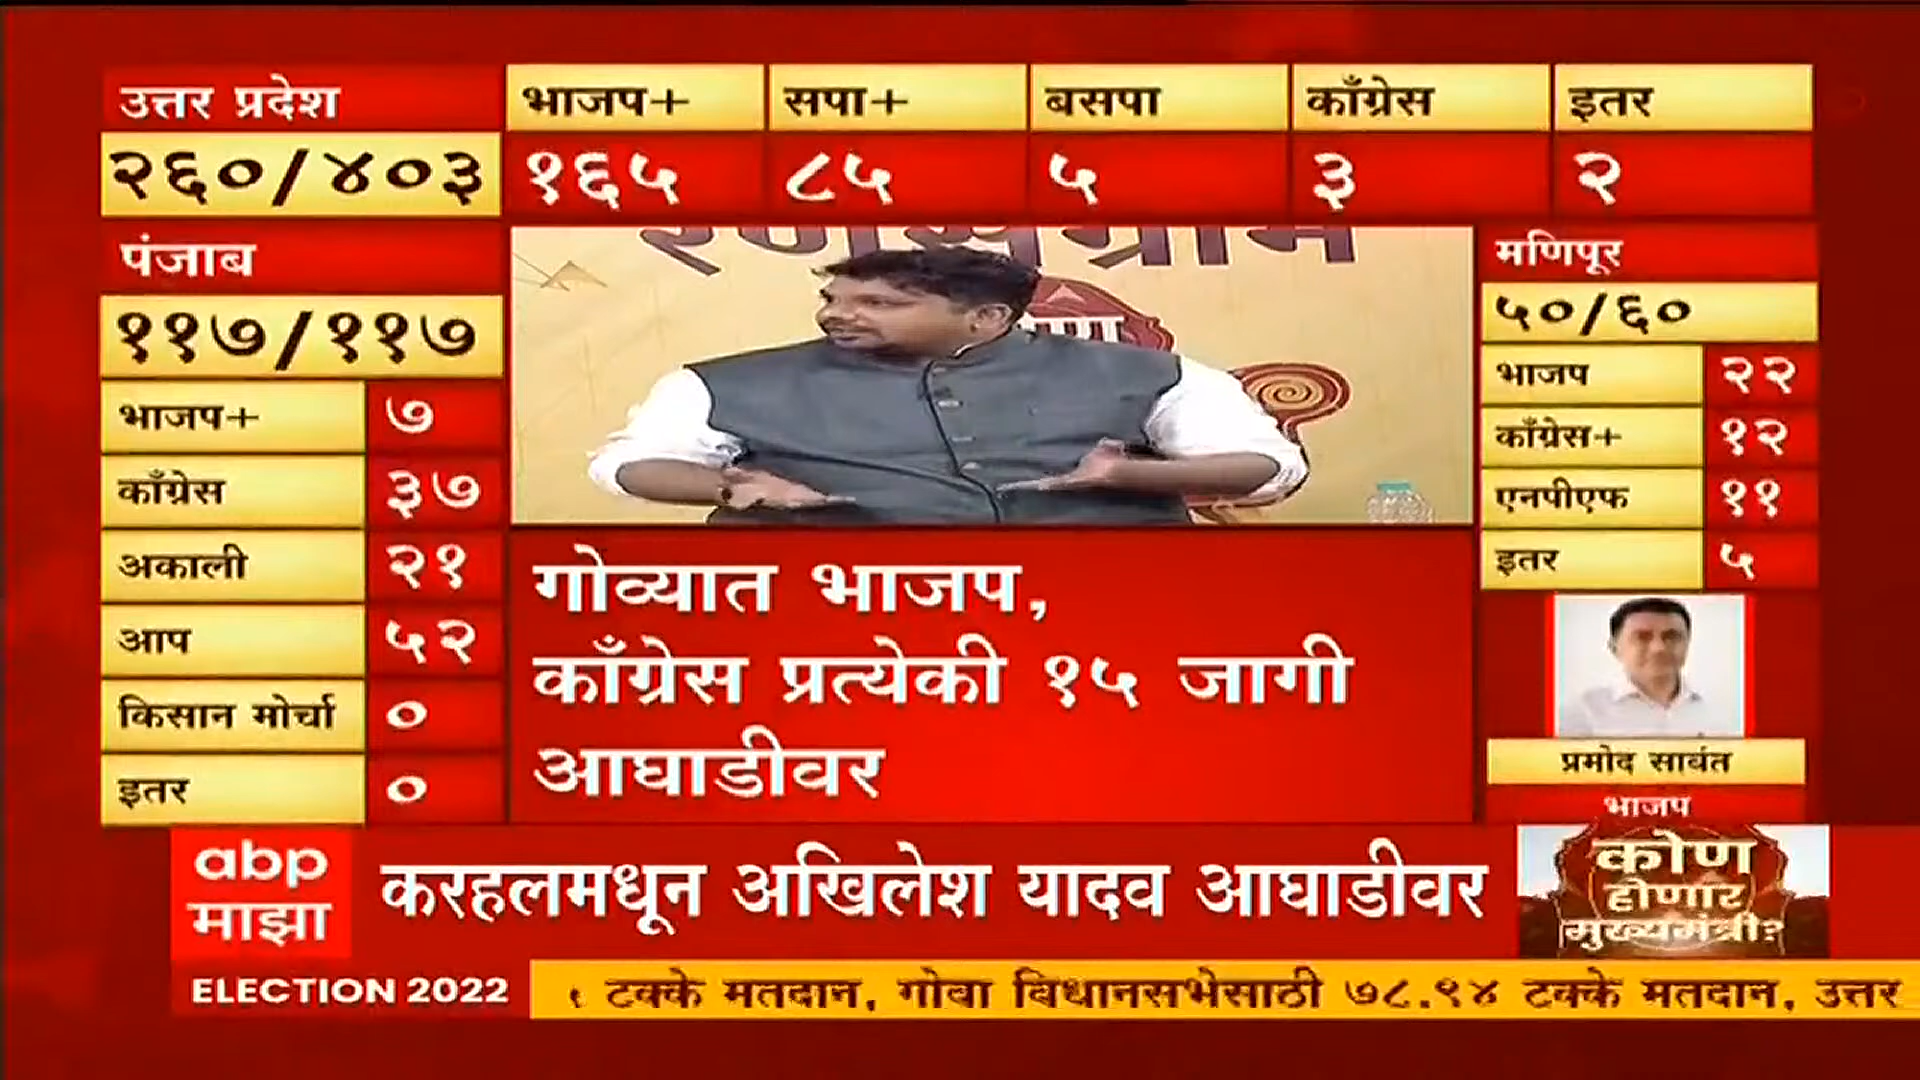 उत्तर प्रदेश
भाजप+
सपा+
बसपा
काँग्रेस
इतर
२६०/४०३
१६५
८५
५
३
२
पंजाब
११७/११७
भाजप+ ७
काँग्रेस ३७
अकाली २१
आप ५२
किसान मोर्चा ०
इतर ०
रणसंग्राम
मणिपूर
५०/६०
भाजप २२
काँग्रेस+ १२
एनपीएफ ११
इतर ५
गोव्यात भाजप,
काँग्रेस प्रत्येकी १५ जागी
आघाडीवर
प्रमोद सावंत
भाजप
abp
माझा
करहलमधून अखिलेश यादव आघाडीवर
कोण
होणार
मुख्यमंत्री?
ELECTION 2022
टक्के मतदान, गोवा विधानसभेसाठी ७८.९४ टक्के मतदान, उत्तर